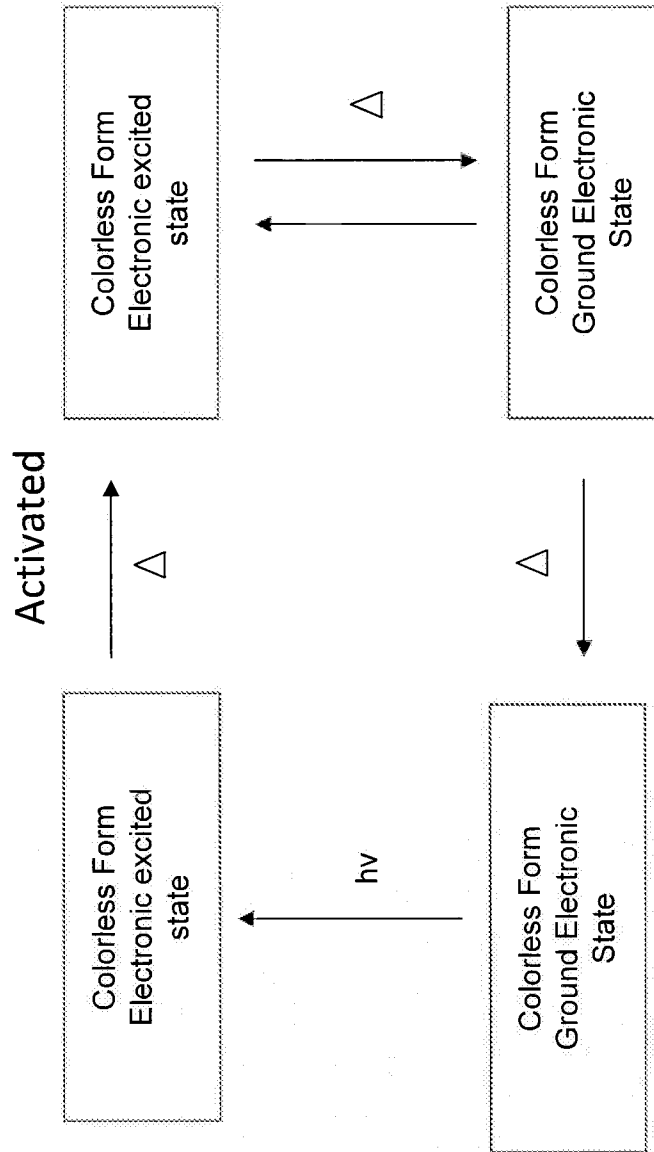 Activated
Colorless Form
Electronic excited
state
Δ
Colorless Form
Electronic excited
state
hv
Δ
Colorless Form
Ground Electronic
State
Δ
Colorless Form
Ground Electronic
State